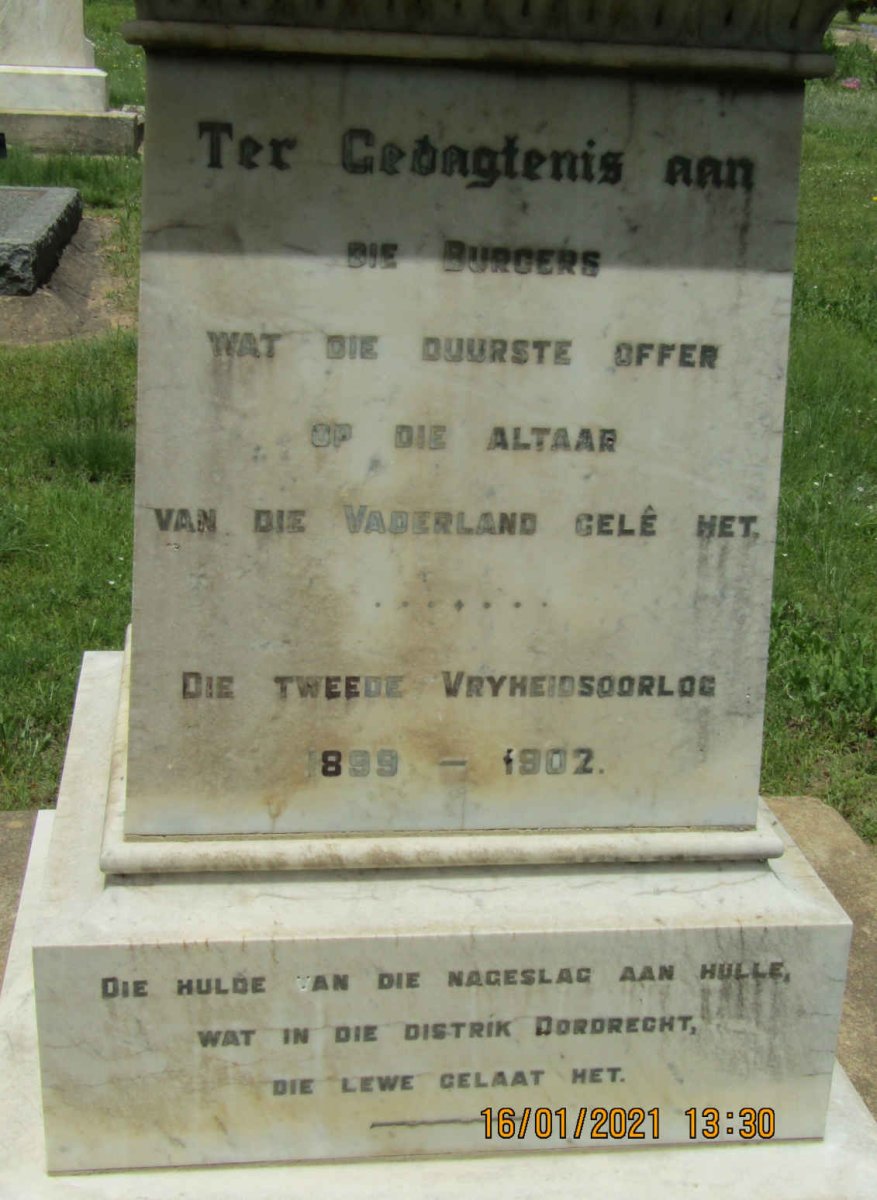 Ter Gedagtenis aan
DIE BURGERS
WAT DIE DUURSTE OFFER
OP DIE ALTAAR
VAN DIE VADERLAND GELÊ HET.
DIE TWEEDE VRYHEIDSOORLOG
1899 – 1902.
DIE HULDE VAN DIE NAGESLAG AAN HULLE,
WAT IN DIE DISTRIK DORDRECHT,
DIE LEWE GELAAT HET.
16/01/2021 13:30